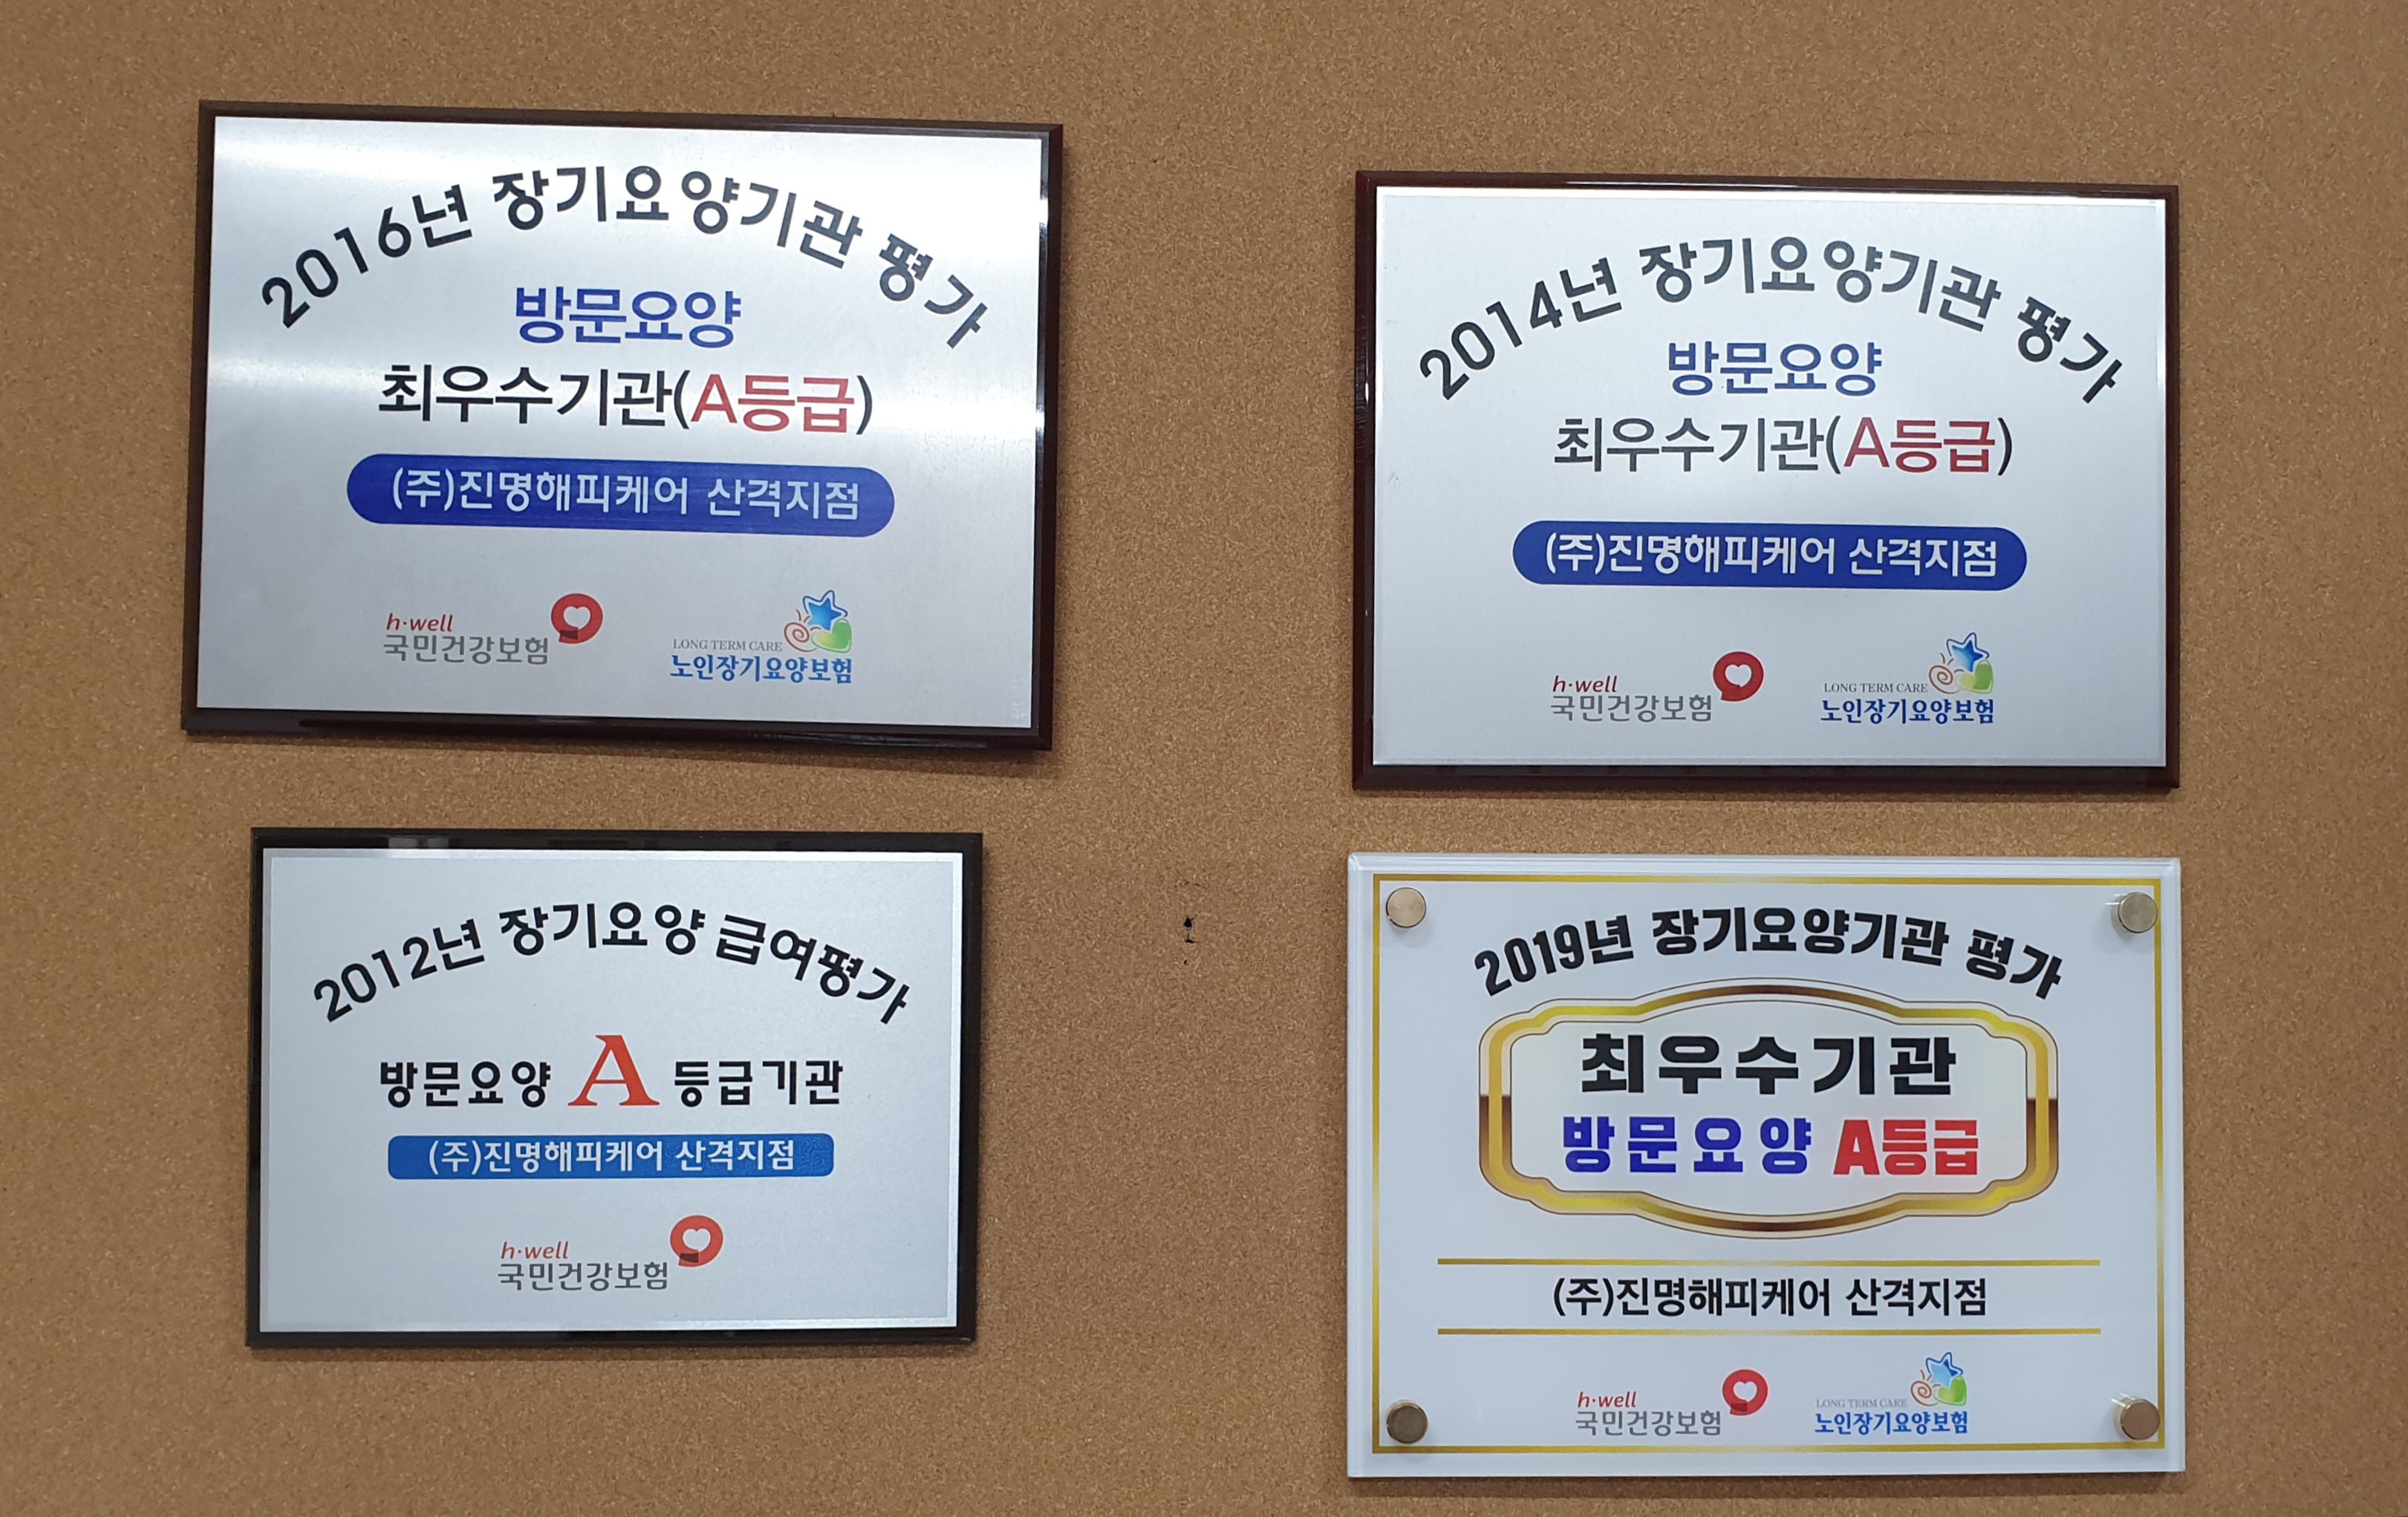 2016년 장기요양기관 평가
방문요양
최우수기관(A등급)
(주)진명해피케어 산격지점
h·well
국민건강보험
LONG TERM CARE
노인장기요양보험
2014년 장기요양기관 평가
방문요양
최우수기관(A등급)
(주)진명해피케어 산격지점
h·well
국민건강보험
LONG TERM CARE
노인장기요양보험
2012년 장기요양 급여평가
방문요양 A 등급기관
(주)진명해피케어 산격지점
h·well
국민건강보험
2019년 장기요양기관 평가
최우수기관
방문요양 A등급
(주)진명해피케어 산격지점
h·well
국민건강보험
LONG TERM CARE
노인장기요양보험